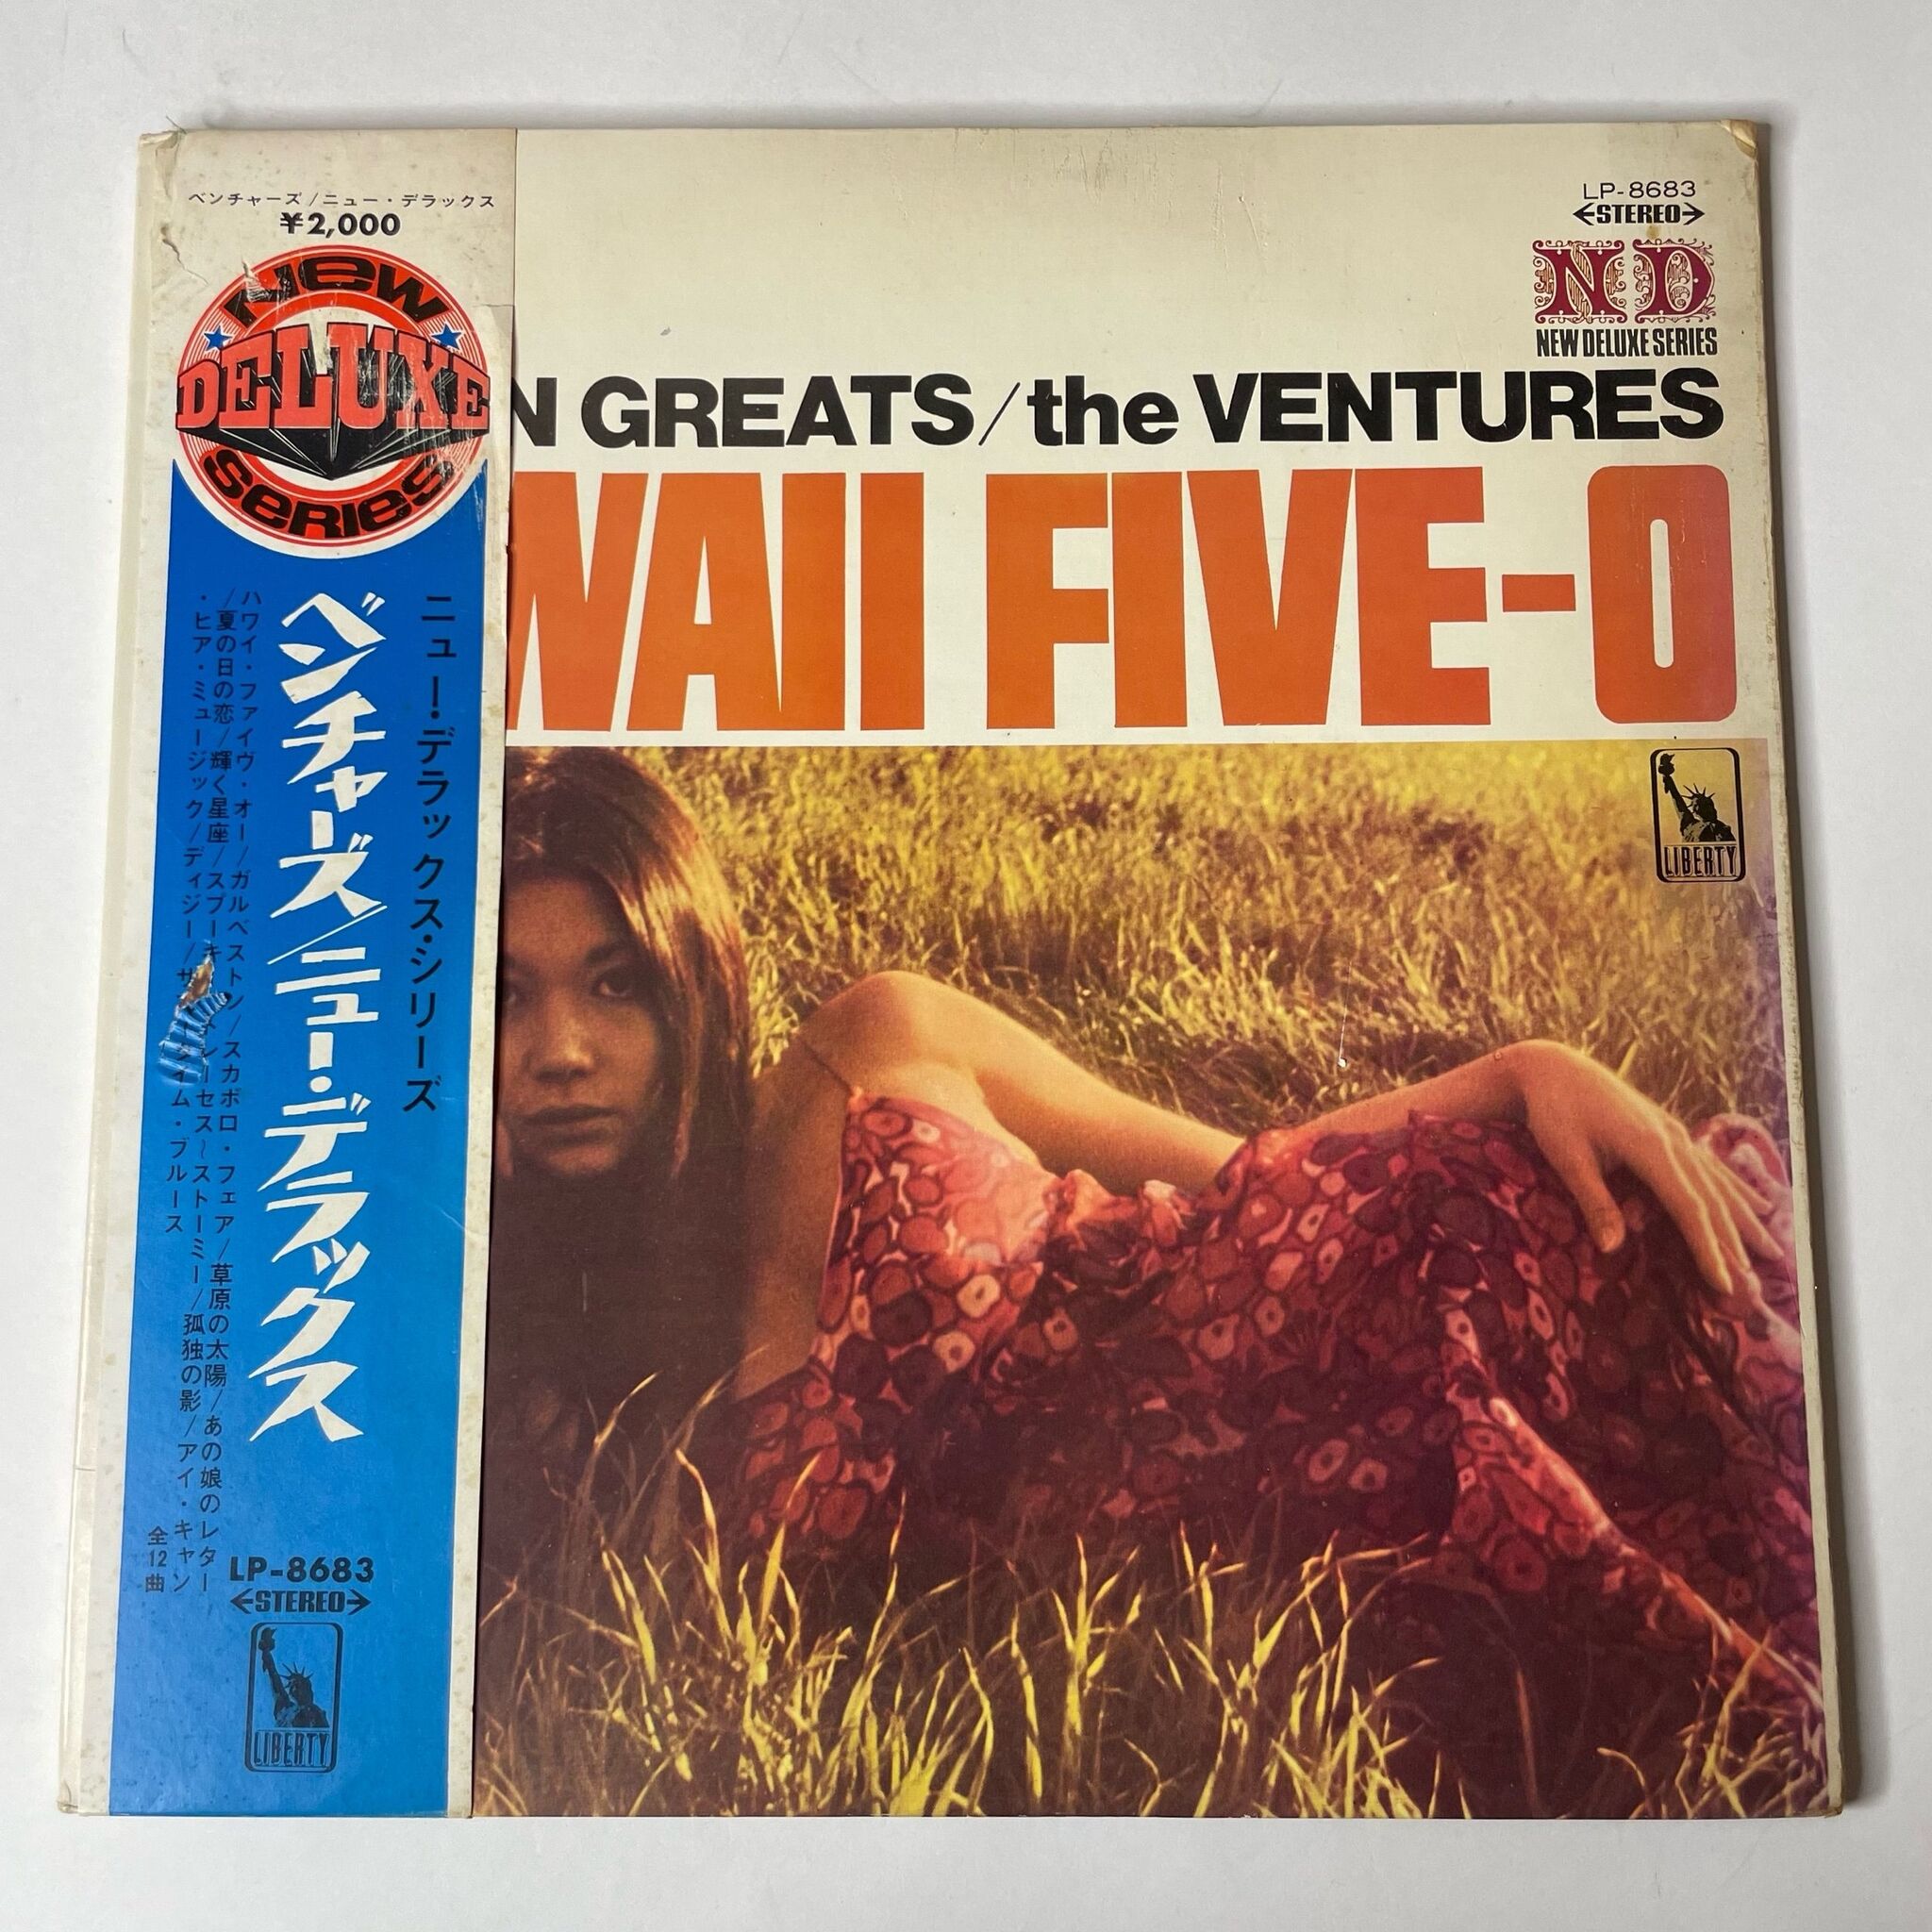 ベンチャーズ/ニュー・デラックス
¥2,000
New
DELUXE
SERIES
ニュー・デラックス・シリーズ
ベンチャーズ/ニュー・デラックス
ハワイ・ファイヴ・オー/ガルベストン/スカボロ・フェア/草原の太陽/あの娘のレター
/夏の日の恋/輝く星座/スプーキー
セス~ストーミー/孤独の影/アイ・キャン
・ヒア・ミュージック/ディジー/サ
イム・ブルース
全12曲
LP-8683
STEREO
LIBERTY
LP-8683
STEREO
ND
NEW DELUXE SERIES
N GREATS/the VENTURES
WAII FIVE-O
LIBERTY